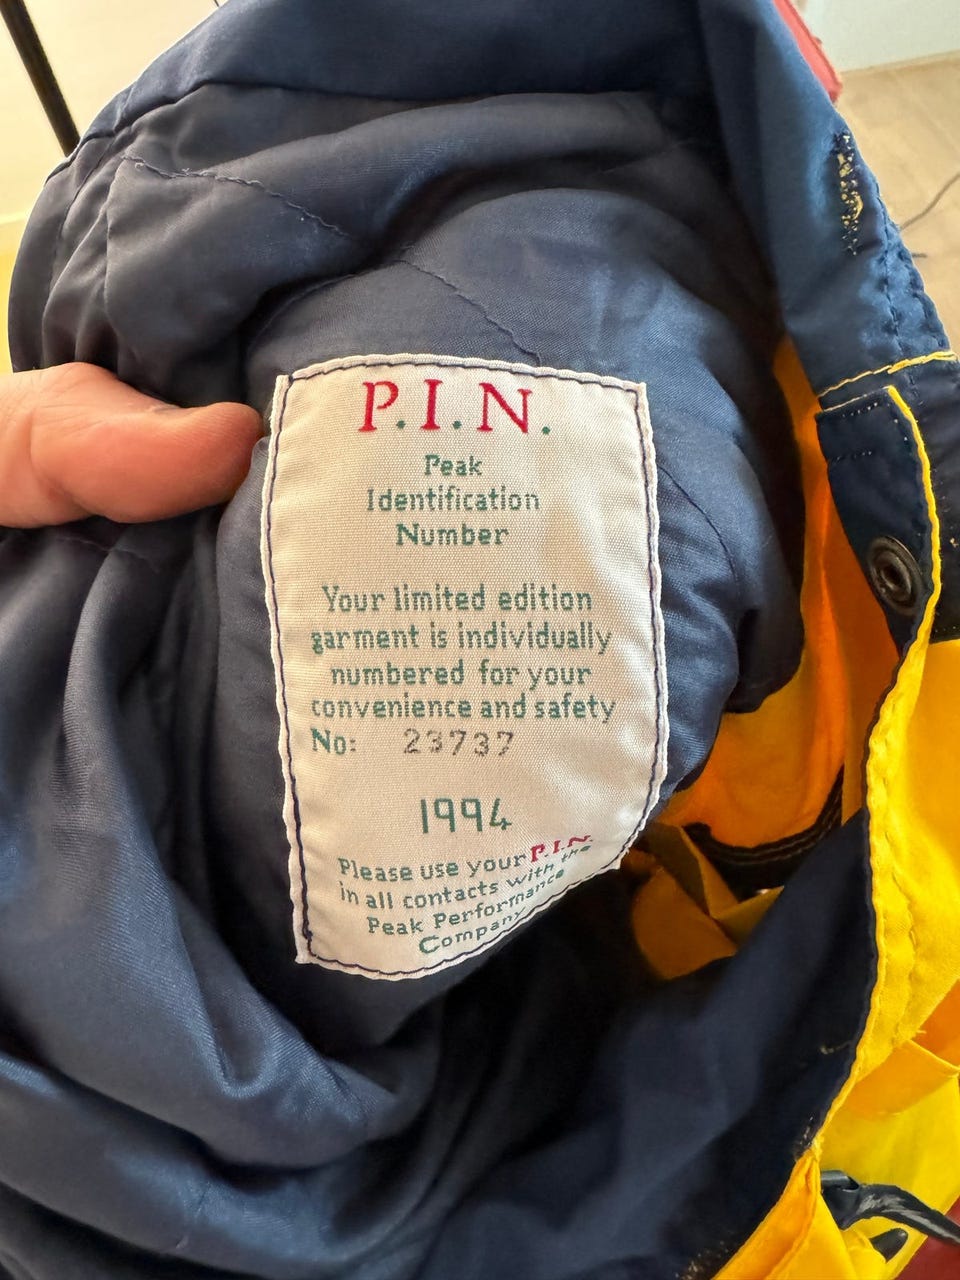 P.I.N.
Peak
Identification
Number
Your limited edition
garment is individually
numbered for your
convenience and safety
No: 23737
1994
Please use your P.I.N.
in all contacts with the
Peak Performance
Company